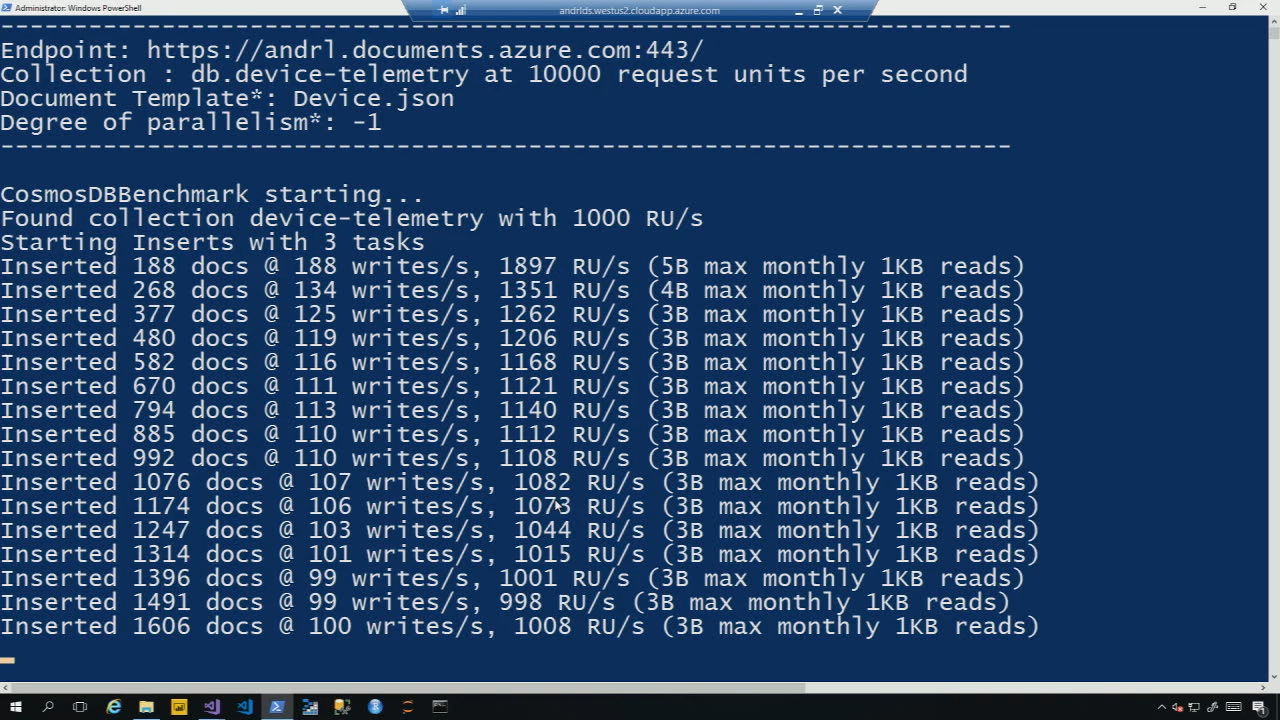 Administrator: Windows PowerShell
andrlds.westus2.cloudapp.azure.com
--------------------------------------------------------------------
Endpoint: https://andrl.documents.azure.com:443/
Collection : db.device-telemetry at 10000 request units per second
Document Template*: Device.json
Degree of parallelism*: -1
--------------------------------------------------------------------
CosmosDBBenchmark starting...
Found collection device-telemetry with 1000 RU/s
Starting Inserts with 3 tasks
Inserted 188 docs @ 188 writes/s, 1897 RU/s (5B max monthly 1KB reads)
Inserted 268 docs @ 134 writes/s, 1351 RU/s (4B max monthly 1KB reads)
Inserted 377 docs @ 125 writes/s, 1262 RU/s (3B max monthly 1KB reads)
Inserted 480 docs @ 119 writes/s, 1206 RU/s (3B max monthly 1KB reads)
Inserted 582 docs @ 116 writes/s, 1168 RU/s (3B max monthly 1KB reads)
Inserted 670 docs @ 111 writes/s, 1121 RU/s (3B max monthly 1KB reads)
Inserted 794 docs @ 113 writes/s, 1140 RU/s (3B max monthly 1KB reads)
Inserted 885 docs @ 110 writes/s, 1112 RU/s (3B max monthly 1KB reads)
Inserted 992 docs @ 110 writes/s, 1108 RU/s (3B max monthly 1KB reads)
Inserted 1076 docs @ 107 writes/s, 1082 RU/s (3B max monthly 1KB reads)
Inserted 1174 docs @ 106 writes/s, 1073 RU/s (3B max monthly 1KB reads)
Inserted 1247 docs @ 103 writes/s, 1044 RU/s (3B max monthly 1KB reads)
Inserted 1314 docs @ 101 writes/s, 1015 RU/s (3B max monthly 1KB reads)
Inserted 1396 docs @ 99 writes/s, 1001 RU/s (3B max monthly 1KB reads)
Inserted 1491 docs @ 99 writes/s, 998 RU/s (3B max monthly 1KB reads)
Inserted 1606 docs @ 100 writes/s, 1008 RU/s (3B max monthly 1KB reads)